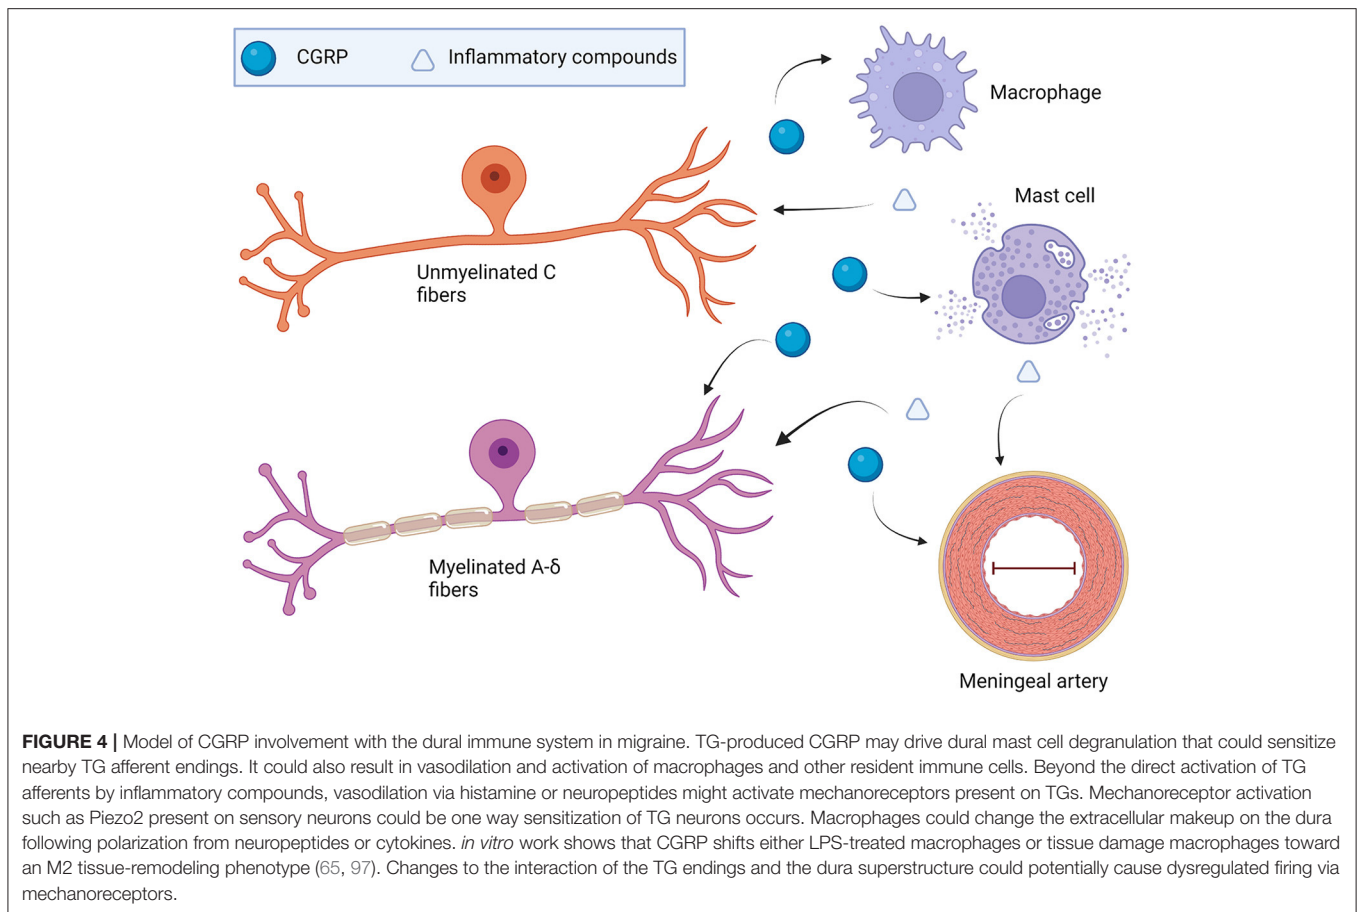 CGRP
Inflammatory compounds
Macrophage
Mast cell
Unmyelinated C
fibers
Myelinated A-δ
fibers
Meningeal artery
FIGURE 4 | Model of CGRP involvement with the dural immune system in migraine. TG-produced CGRP may drive dural mast cell degranulation that could sensitize
nearby TG afferent endings. It could also result in vasodilation and activation of macrophages and other resident immune cells. Beyond the direct activation of TG
afferents by inflammatory compounds, vasodilation via histamine or neuropeptides might activate mechanoreceptors present on TGs. Mechanoreceptor activation
such as Piezo2 present on sensory neurons could be one way sensitization of TG neurons occurs. Macrophages could change the extracellular makeup on the dura
following polarization from neuropeptides or cytokines. in vitro work shows that CGRP shifts either LPS-treated macrophages or tissue damage macrophages toward
an M2 tissue-remodeling phenotype (65, 97). Changes to the interaction of the TG endings and the dura superstructure could potentially cause dysregulated firing via
mechanoreceptors.